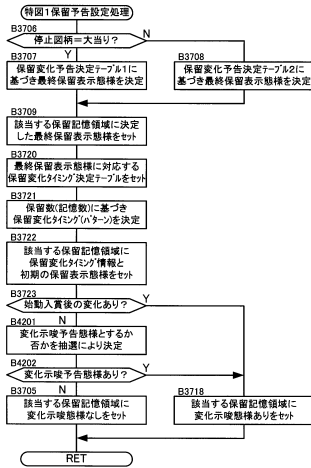 特図1保留予告設定処理
B3706
停止図柄=大当り?
N
Y
B3707
保留変化予告決定テーブル1に
基づき最終保留表示態様を決定
B3708
保留変化予告決定テーブル2に
基づき最終保留表示態様を決定
B3709
該当する保留記憶領域に決定
した最終保留表示態様をセット
B3720
最終保留表示態様に対応する
保留変化タイミング決定テーブルをセット
B3721
保留数(記憶数)に基づき
保留変化タイミング(パターン)を決定
B3722
該当する保留記憶領域に
保留変化タイミング情報と
初期の保留表示態様をセット
B3723
始動入賞後の変化あり?
Y
N
B4201
変化示唆予告態様とするか
否かを抽選により決定
B4202
変化示唆予告態様あり?
Y
N
B3705
該当する保留記憶領域に
変化示唆態様なしをセット
B3718
該当する保留記憶領域に
変化示唆態様ありをセット
RET